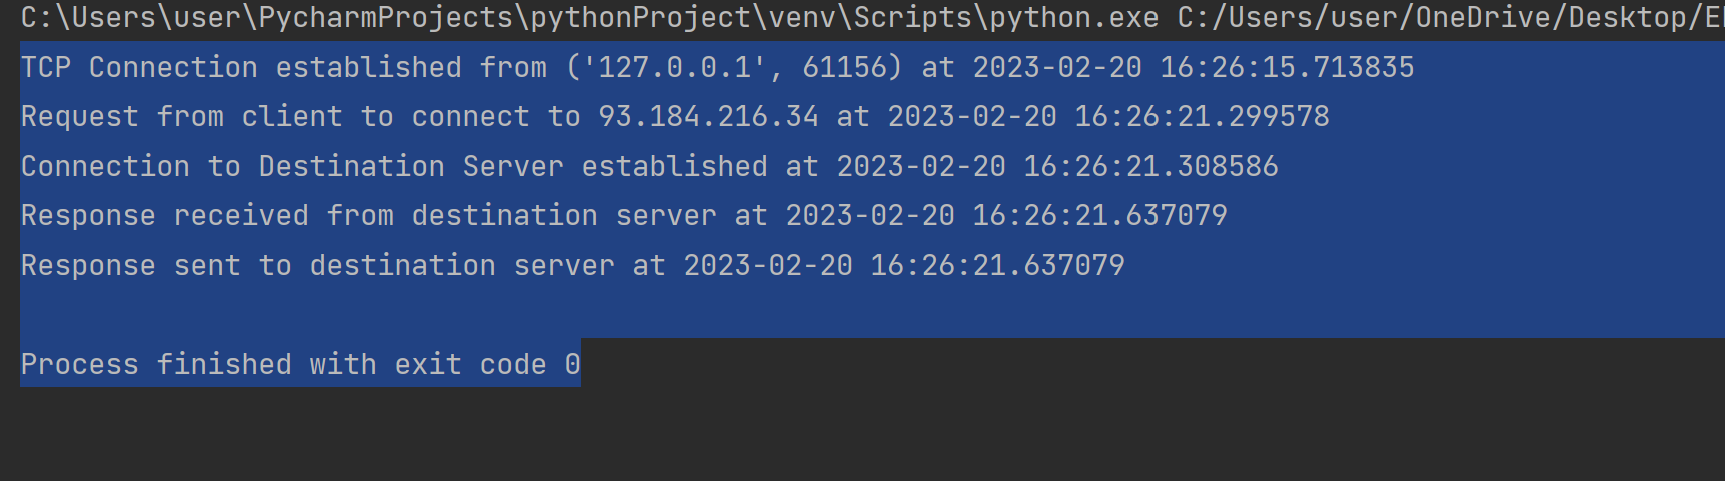 C:\Users\user\PycharmProjects\pythonProject\venv\Scripts\python.exe C:/Users/user/OneDrive/Desktop/
TCP Connection established from ('127.0.0.1', 61156) at 2023-02-20 16:26:15.713835
Request from client to connect to 93.184.216.34 at 2023-02-20 16:26:21.299578
Connection to Destination Server established at 2023-02-20 16:26:21.308586
Response received from destination server at 2023-02-20 16:26:21.637079
Response sent to destination server at 2023-02-20 16:26:21.637079
Process finished with exit code 0